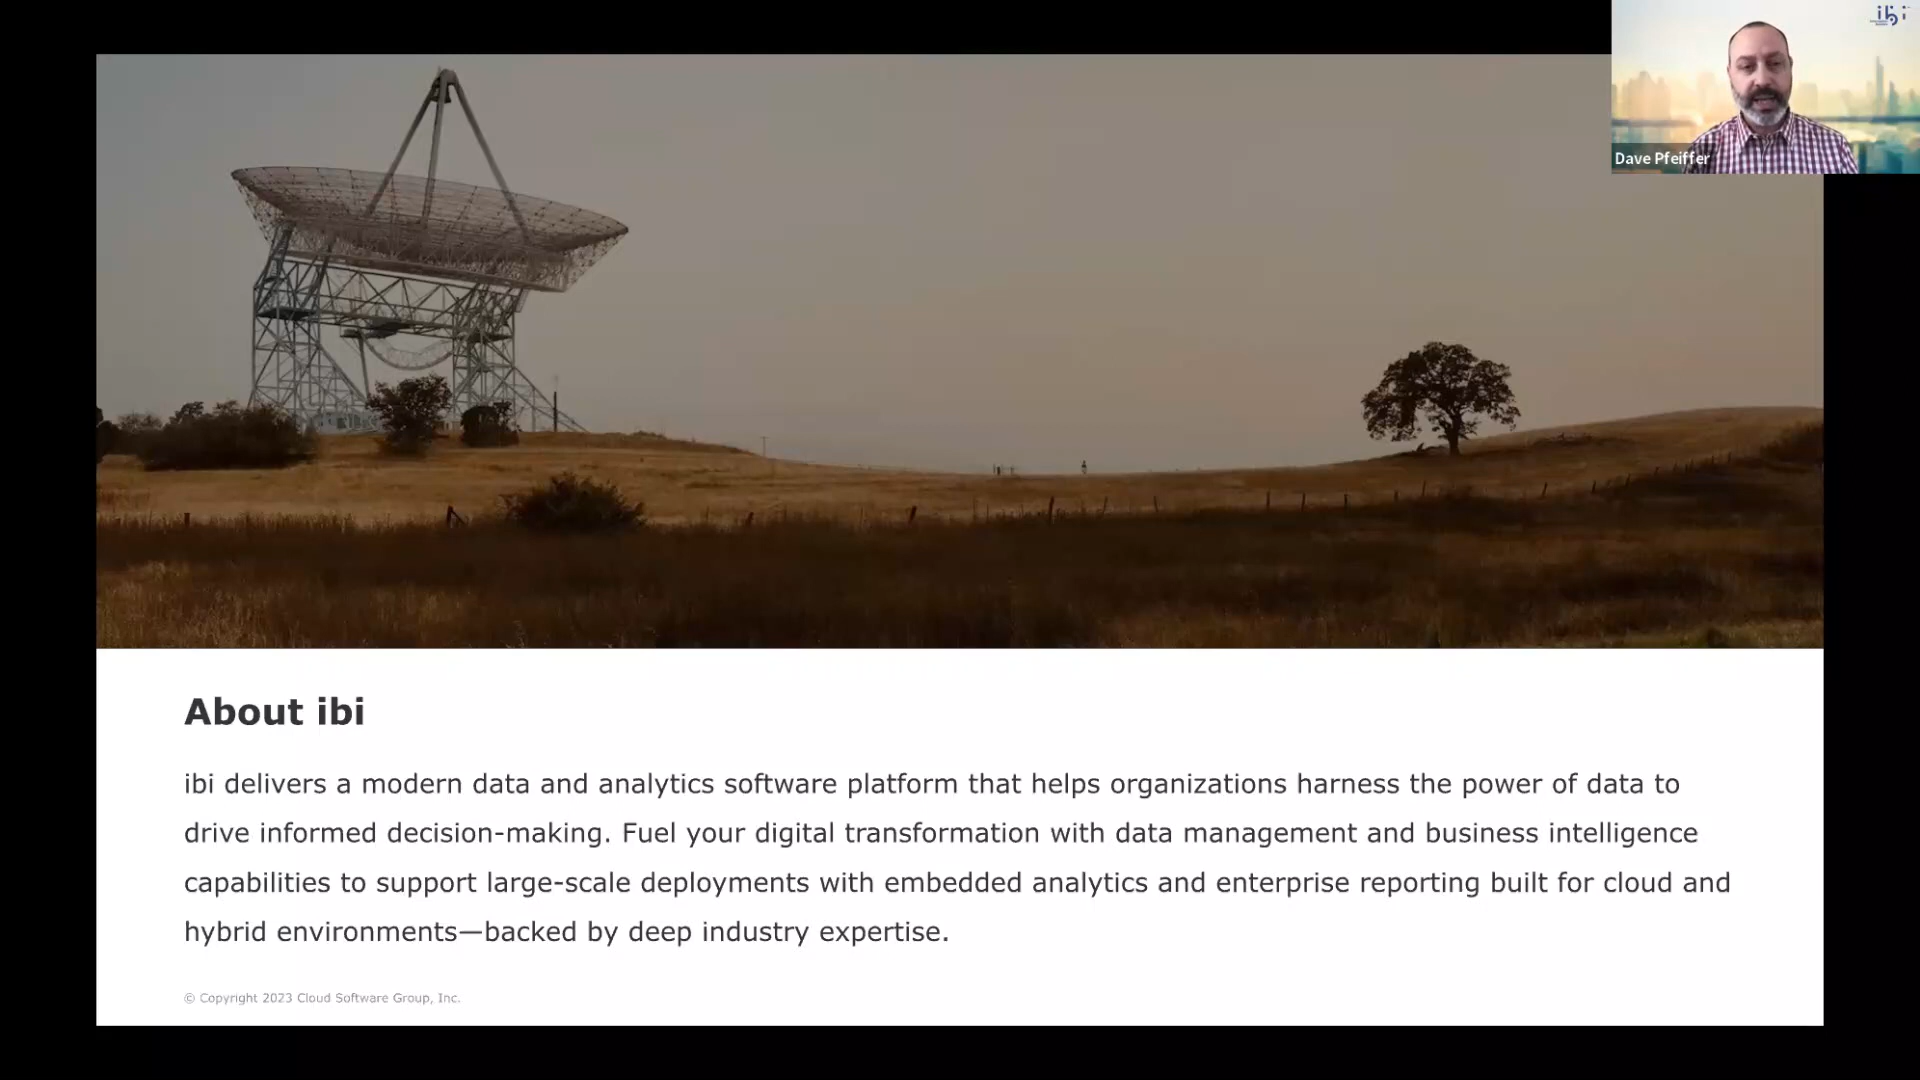 ibi
Dave Pfeiffer
About ibi
ibi delivers a modern data and analytics software platform that helps organizations harness the power of data to
drive informed decision-making. Fuel your digital transformation with data management and business intelligence
capabilities to support large-scale deployments with embedded analytics and enterprise reporting built for cloud and
hybrid environments—backed by deep industry expertise.
© Copyright 2023 Cloud Software Group, Inc.